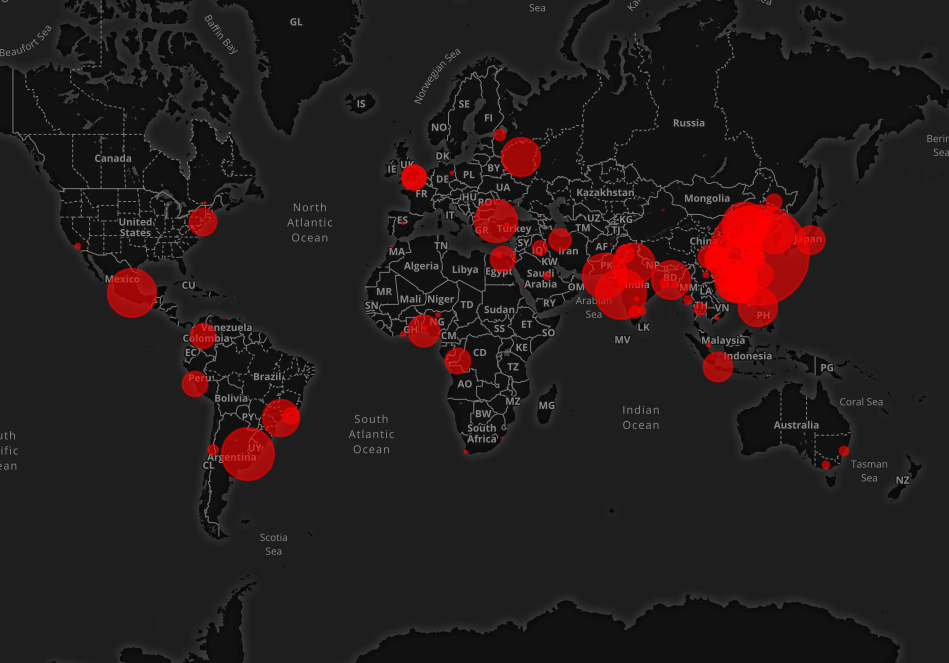 GL
Sea
Sea
Beaufort Sea
Baffin Bay
Norwegian Sea
IS
SE
FI
NO
Russia
Canada
DK
IE
UK
DE
PL
BY
UA
FR
HU
RO
Kazakhstan
Mongolia
North
Atlantic
Ocean
United
States
ES
IT
GR
Turkey
UZ
KG
TM
TJ
MA
TN
SY
IQ
Iran
AF
China
Japan
Algeria
Libya
Egypt
KW
Saudi
Arabia
PK
NP
India
BD
MM
LA
Mexico
CU
MR
Mali
Niger
TD
Sudan
OM
Arabian
Sea
RY
SN
GH
NG
ET
SO
SS
CM
TH
VN
PH
LK
MV
Venezuela
Colombia
EC
CD
KE
TZ
Malaysia
Indonesia
PG
Peru
Brazil
Bolivia
AO
MZ
MG
PY
South
Atlantic
Ocean
BW
South
Africa
Indian
Ocean
Coral Sea
Australia
UY
Argentina
CL
Tasman
Sea
NZ
Scotia
Sea